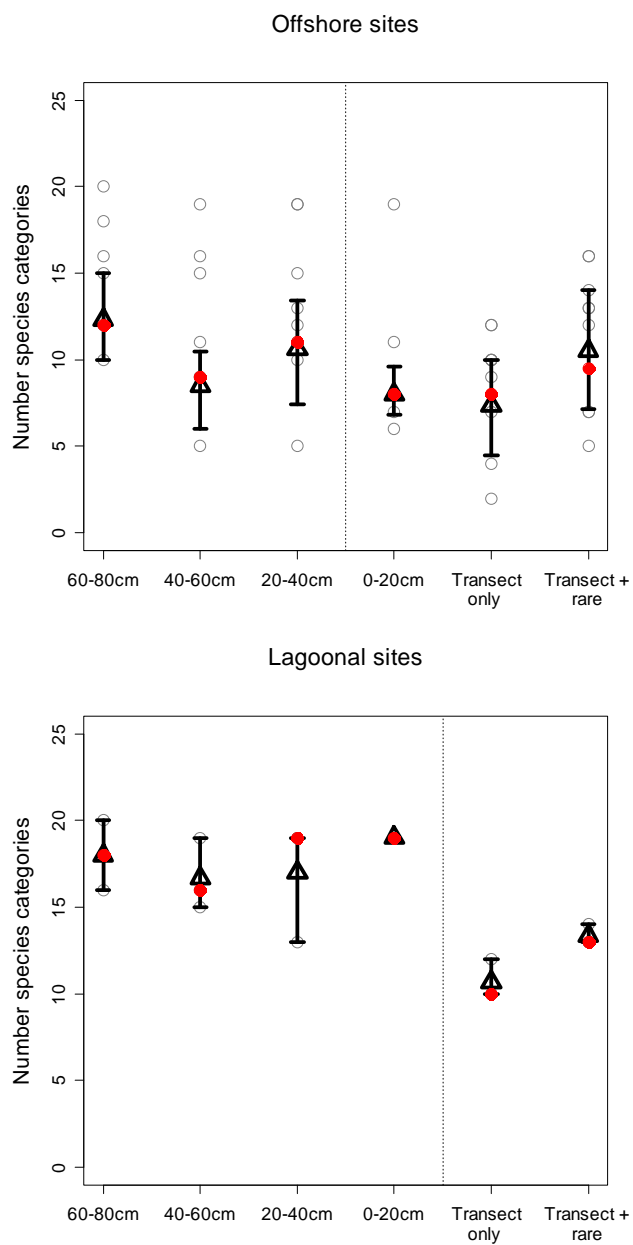 Offshore sites
Number species categories
25
20
15
10
5
0
60-80cm 40-60cm 20-40cm 0-20cm Transect only Transect + rare
Lagoonal sites
Number species categories
25
20
15
10
5
0
60-80cm 40-60cm 20-40cm 0-20cm Transect only Transect + rare